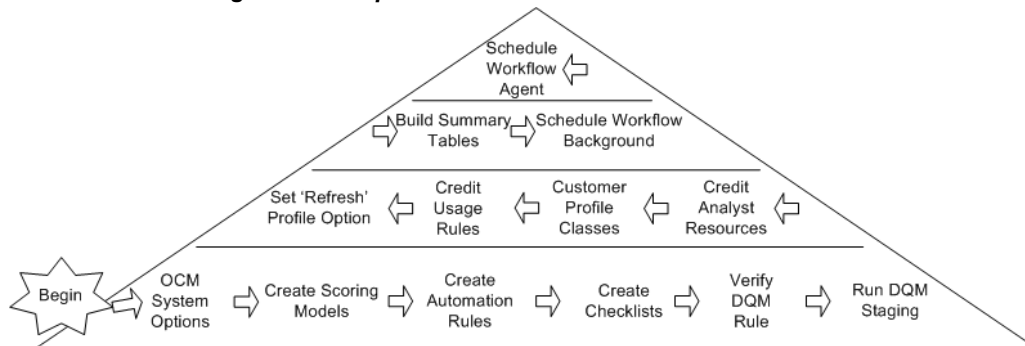 Schedule
Workflow
Agent
Build Summary
Tables
Schedule Workflow
Background
Set ‘Refresh’
Profile Option
Credit
Usage
Rules
Customer
Profile
Classes
Credit
Analyst
Resources
Begin
OCM
System
Options
Create Scoring
Models
Create
Automation
Rules
Create
Checklists
Verify
DQM
Rule
Run DQM
Staging